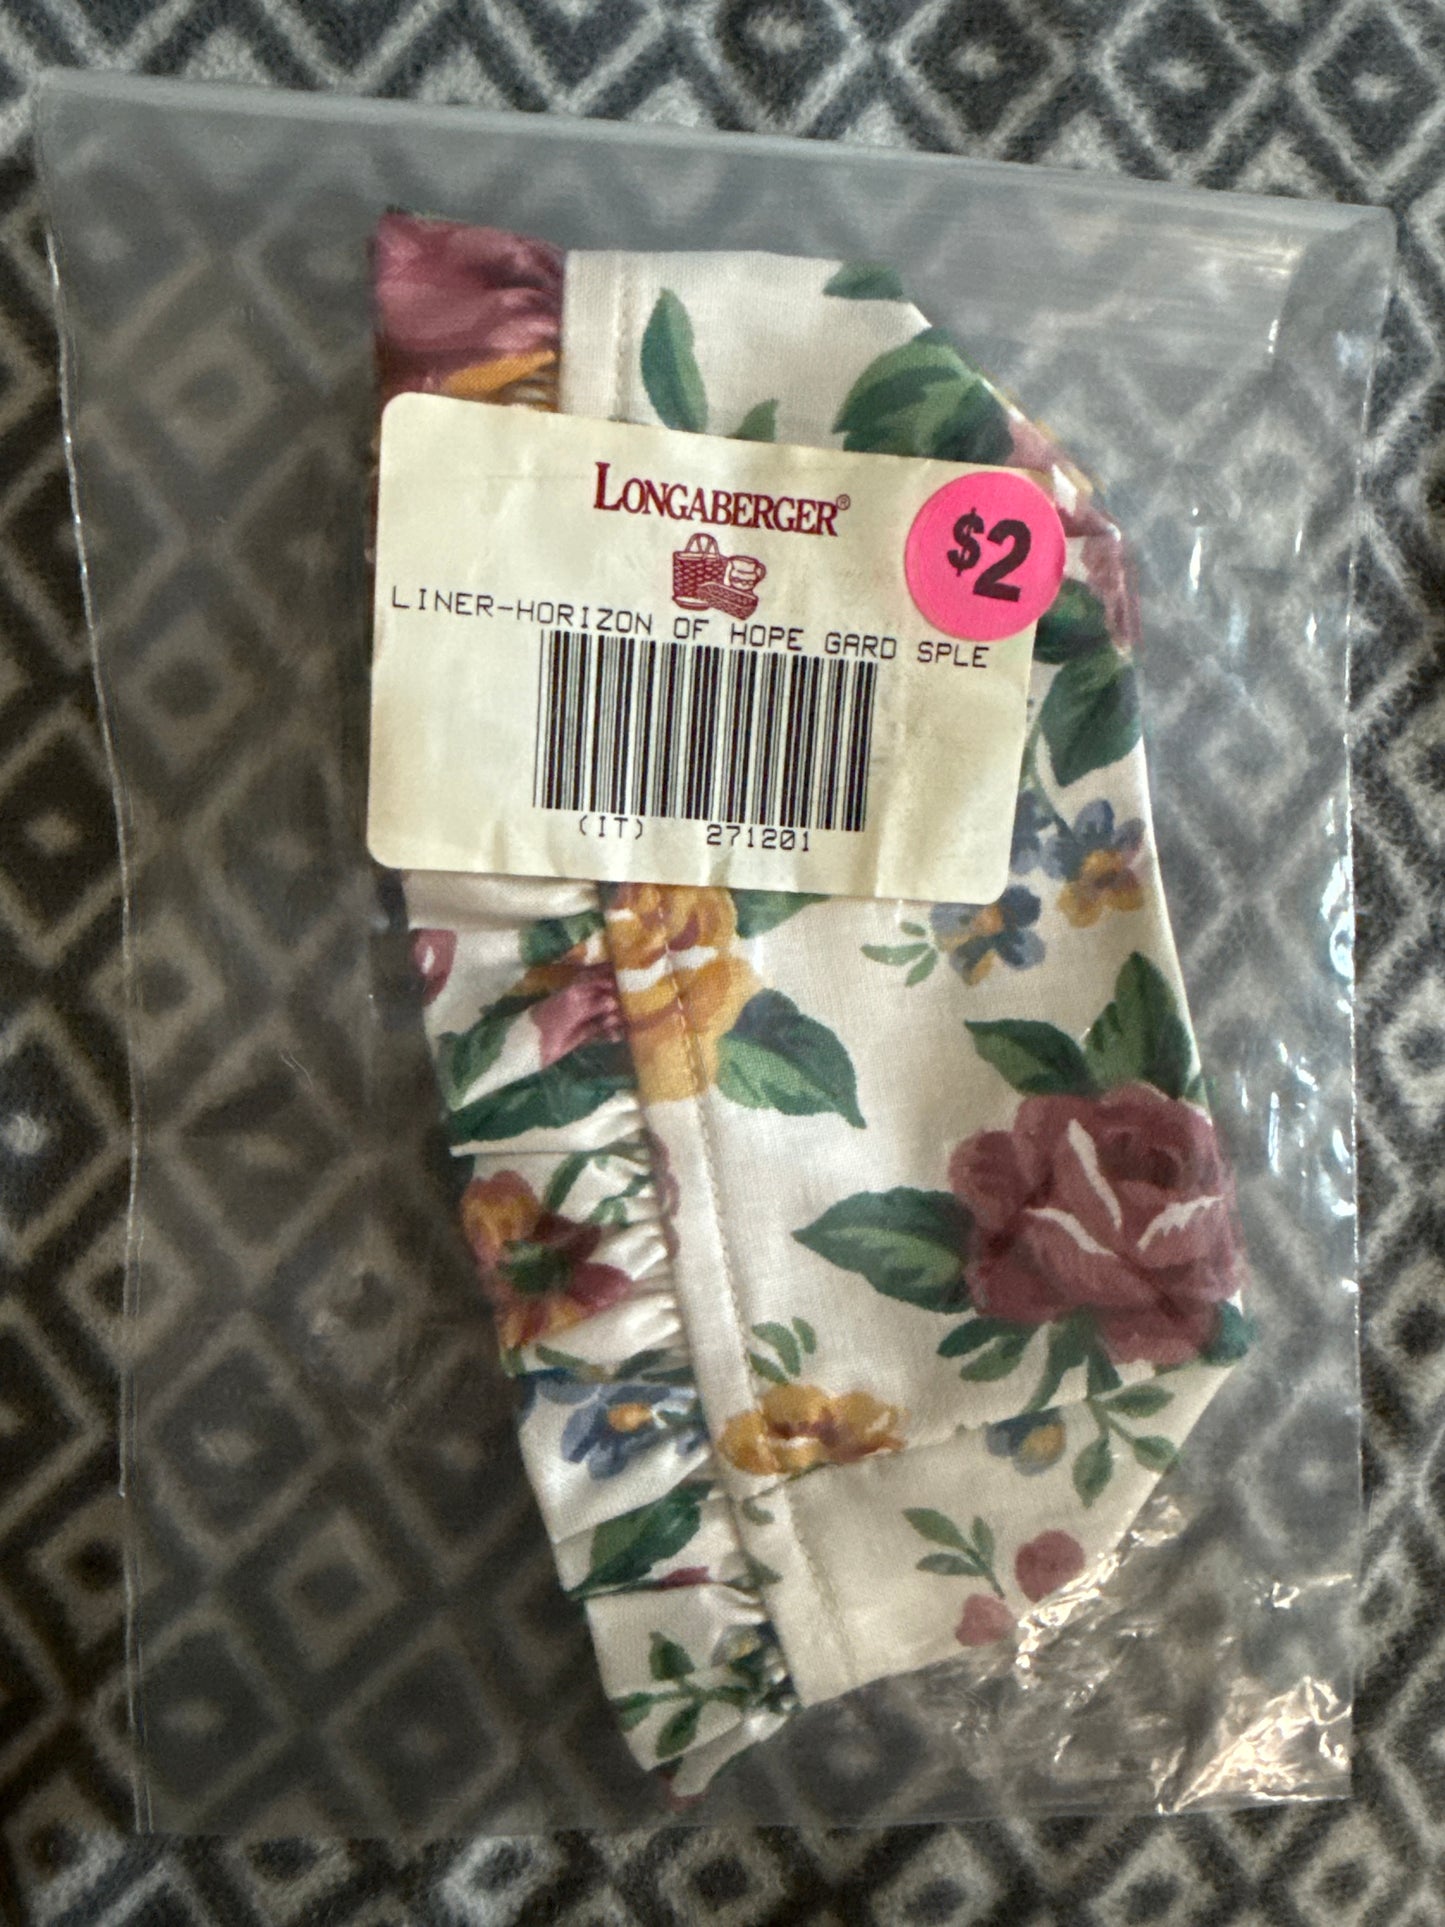 LONGABERGER®
$2
LINER-HORIZON OF HOPE GARD SPLE
(IT) 271201